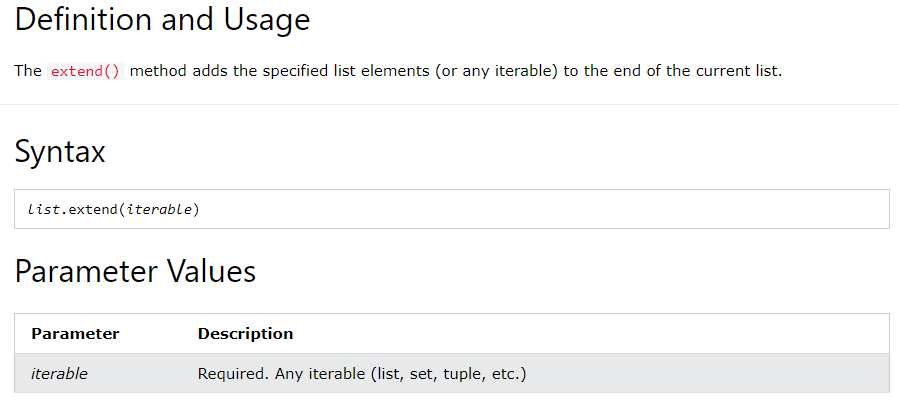 Definition and Usage
The extend() method adds the specified list elements (or any iterable) to the end of the current list.
Syntax
list.extend(iterable)
Parameter Values
Parameter Description
iterable Required. Any iterable (list, set, tuple, etc.)